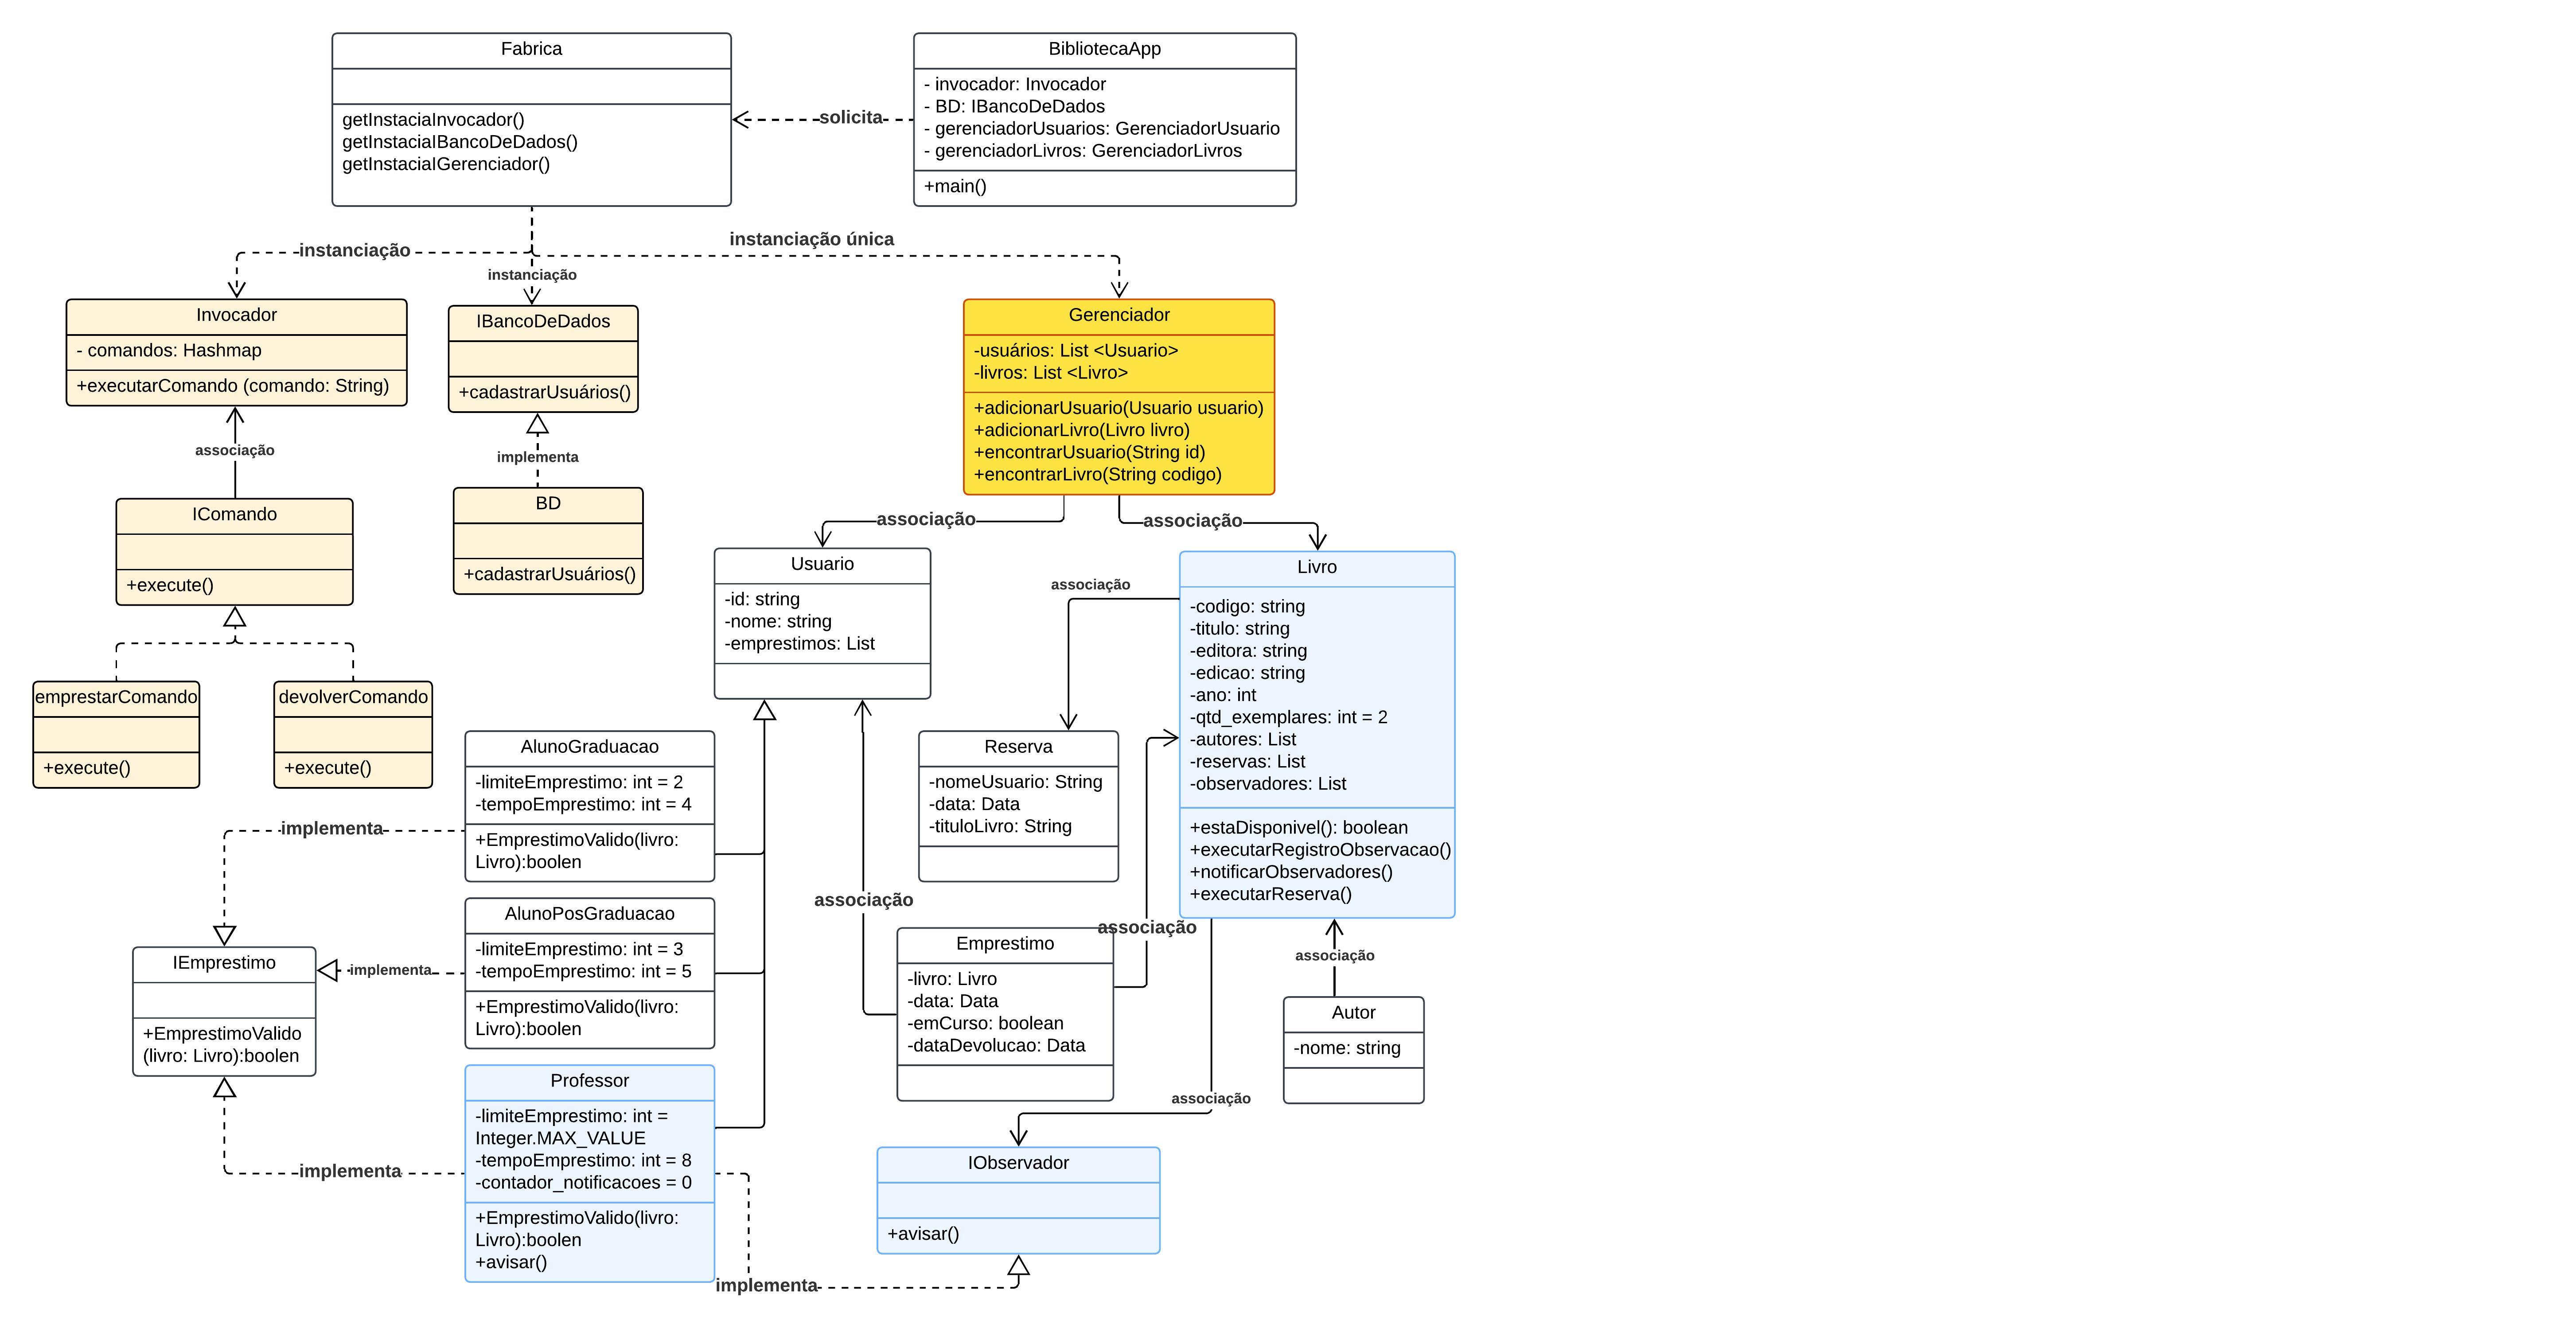 Fabrica
getInstaciaInvocador()
getInstaciaIBancoDeDados()
getInstaciaIGerenciador()
solicita
BibliotecaApp
- invocador: Invocador
- BD: IBancoDeDados
- gerenciadorUsuarios: GerenciadorUsuario
- gerenciadorLivros: GerenciadorLivros
+main()
instanciação
instanciação
instanciação única
Invocador
- comandos: Hashmap
+executarComando (comando: String)
IBancoDeDados
+cadastrarUsuários()
Gerenciador
-usuários: List <Usuario>
-livros: List <Livro>
+adicionarUsuario(Usuario usuario)
+adicionarLivro(Livro livro)
+encontrarUsuario(String id)
+encontrarLivro(String codigo)
associação
implementa
IComando
+execute()
BD
+cadastrarUsuários()
associação
associação
Usuario
-id: string
-nome: string
-emprestimos: List
associação
Livro
-codigo: string
-titulo: string
-editora: string
-edicao: string
-ano: int
-qtd_exemplares: int = 2
-autores: List
-reservas: List
-observadores: List
+estaDisponivel(): boolean
+executarRegistroObservacao()
+notificarObservadores()
+executarReserva()
emprestarComando
+execute()
devolverComando
+execute()
AlunoGraduacao
-limiteEmprestimo: int = 2
-tempoEmprestimo: int = 4
+EmprestimoValido(livro:
Livro):boolen
Reserva
-nomeUsuario: String
-data: Data
-tituloLivro: String
implementa
associação
associação
AlunoPosGraduacao
-limiteEmprestimo: int = 3
-tempoEmprestimo: int = 5
+EmprestimoValido(livro:
Livro):boolen
IEmprestimo
+EmprestimoValido
(livro: Livro):boolen
implementa
Emprestimo
-livro: Livro
-data: Data
-emCurso: boolean
-dataDevolucao: Data
associação
Autor
-nome: string
Professor
-limiteEmprestimo: int =
Integer.MAX_VALUE
-tempoEmprestimo: int = 8
-contador_notificacoes = 0
+EmprestimoValido(livro:
Livro):boolen
+avisar()
implementa
associação
IObservador
+avisar()
implementa